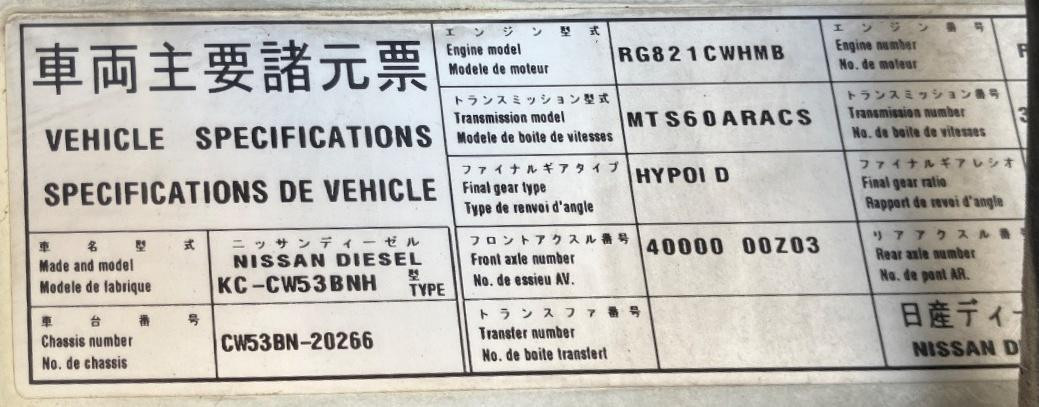 車両主要諸元票
VEHICLE SPECIFICATIONS
SPECIFICATIONS DE VEHICLE
車名型式
Made and model
Modele de fabrique
ニッサンディーゼル
NISSAN DIESEL
KC-CW53BNH 型 TYPE
車台番号
Chassis number
No. de chassis
CW53BN-20266
エンジン型式
Engine model
Modele de moteur
RG821CWHMB
エンジン番号
Engine number
No. de moteur
トランスミッション型式
Transmission model
Modele de boite de vitesses
MTS60ARACS
トランスミッション番号
Transmission number
No. de boite de vitesses
ファイナルギアタイプ
Final gear type
Type de renvoi d'angle
HYPOI D
ファイナルギアレシオ
Final gear ratio
Rapport de revoi d'angle
フロントアクスル番号
Front axle number
No. de essieu AV.
40000 00Z03
リアアクスル番
Rear axle number
No. de pont AR.
トランスファ番号
Transfer number
No. de boite transfert
日産ディー
NISSAN D